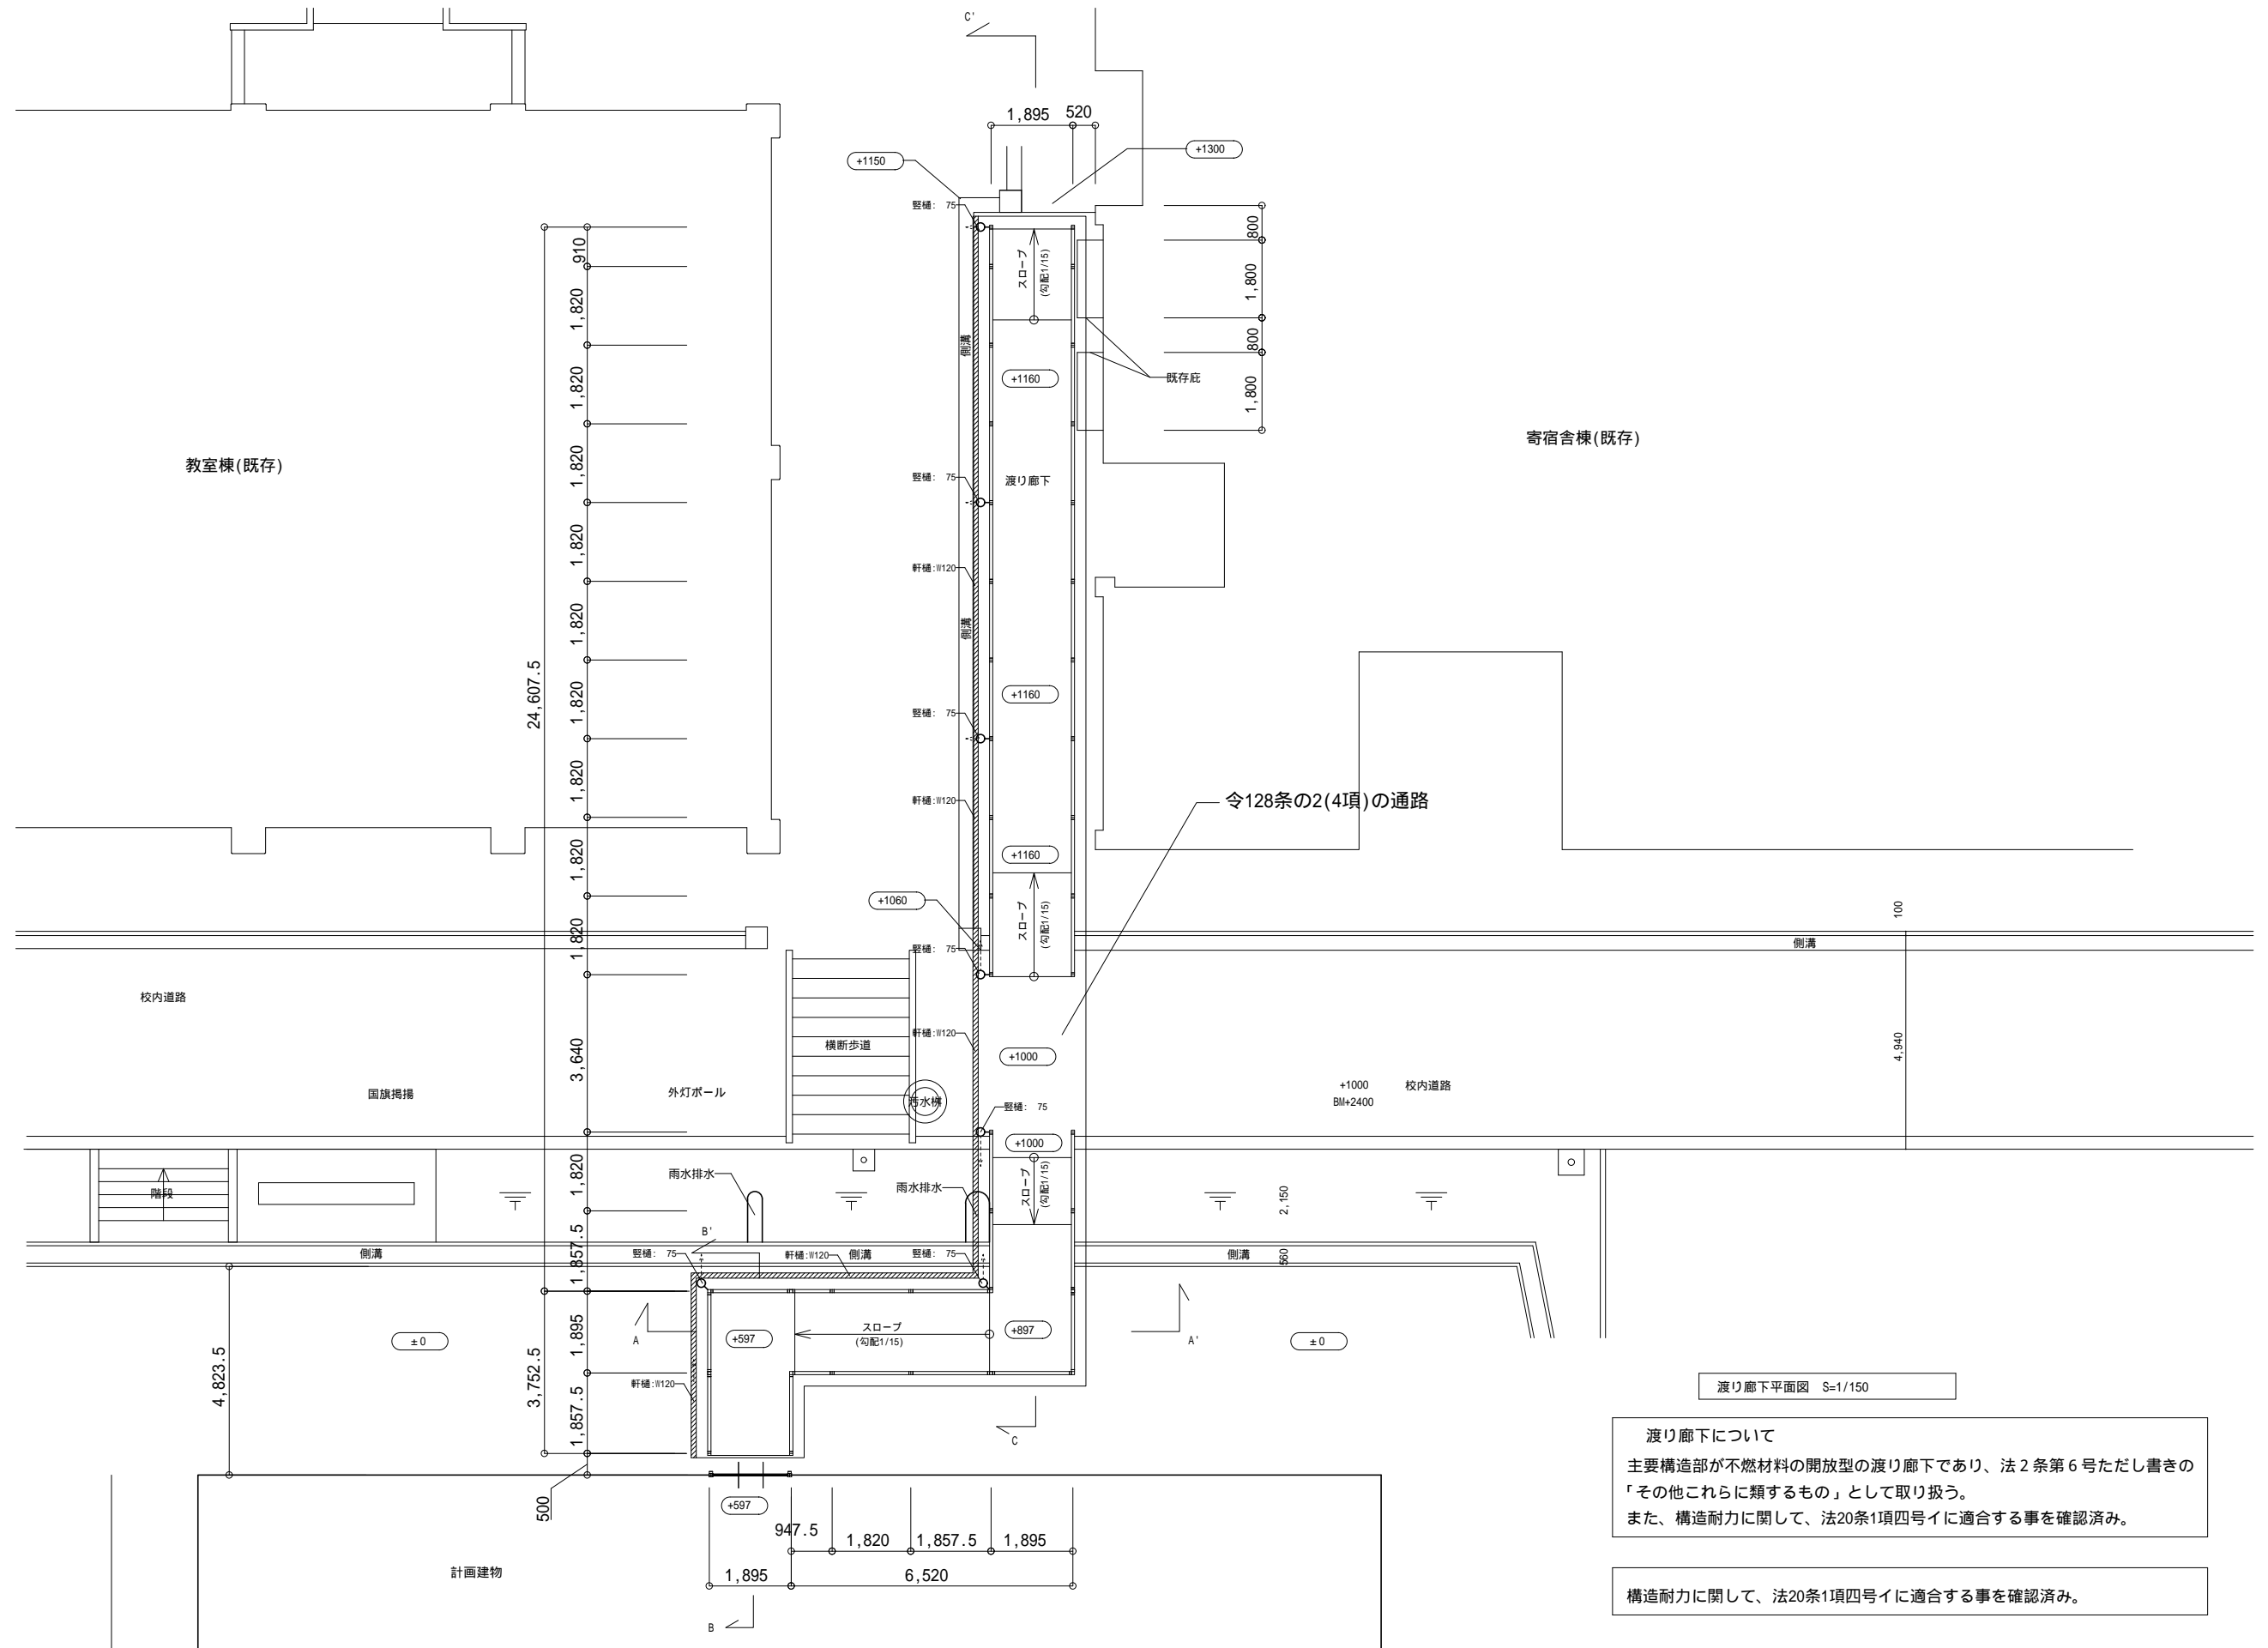 C'
1,895 520
+1150
+1300
竪樋: 75
910
1,820
1,820
1,820
1,820
1,820
1,820
1,820
1,820
1,820
24,607.5
3,640
1,820
1,857.5
1,895
3,752.5
1,857.5
4,823.5
500
800
1,800
800
1,800
スロープ
(勾配1/15)
側溝
+1160
既存庇
教室棟(既存)
寄宿舎棟(既存)
竪樋: 75
渡り廊下
軒樋:W120
側溝
+1160
竪樋: 75
軒樋:W120
令128条の2(4項)の通路
+1160
+1060
スロープ
(勾配1/15)
竪樋: 75
100
側溝
校内道路
軒樋:W120
横断歩道
+1000
4,940
国旗掲揚
外灯ポール
汚水桝
+1000 校内道路
BM+2400
竪樋: 75
+1000
スロープ
(勾配1/15)
階段
雨水排水
雨水排水
2,150
B'
側溝
竪樋: 75
軒樋:W120
側溝
竪樋: 75
側溝
560
±0
A
+597
スロープ
(勾配1/15)
+897
A'
±0
軒樋:W120
C
+597
947.5
1,820 1,857.5 1,895
1,895 6,520
計画建物
B
渡り廊下平面図 S=1/150
渡り廊下について
主要構造部が不燃材料の開放型の渡り廊下であり、法2条第6号ただし書きの
「その他これらに類するもの」として取り扱う。
また、構造耐力に関して、法20条1項四号イに適合する事を確認済み。
構造耐力に関して、法20条1項四号イに適合する事を確認済み。